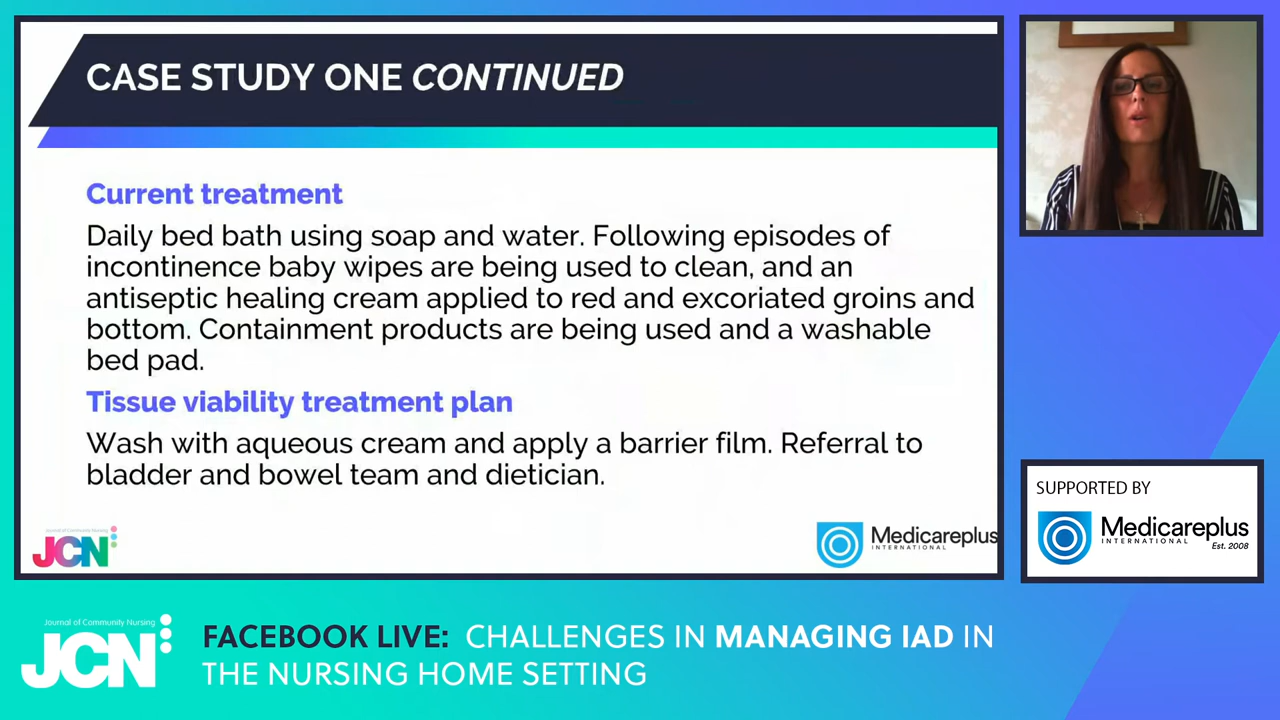 CASE STUDY ONE CONTINUED
Current treatment
Daily bed bath using soap and water. Following episodes of
incontinence baby wipes are being used to clean, and an
antiseptic healing cream applied to red and excoriated groins and
bottom. Containment products are being used and a washable
bed pad.
Tissue viability treatment plan
Wash with aqueous cream and apply a barrier film. Referral to
bladder and bowel team and dietician.
Journal of Community Nursing
JCN
Medicareplus
INTERNATIONAL
SUPPORTED BY
Medicareplus
INTERNATIONAL
Est. 2008
Journal of Community Nursing
JCN
FACEBOOK LIVE: CHALLENGES IN MANAGING IAD IN
THE NURSING HOME SETTING